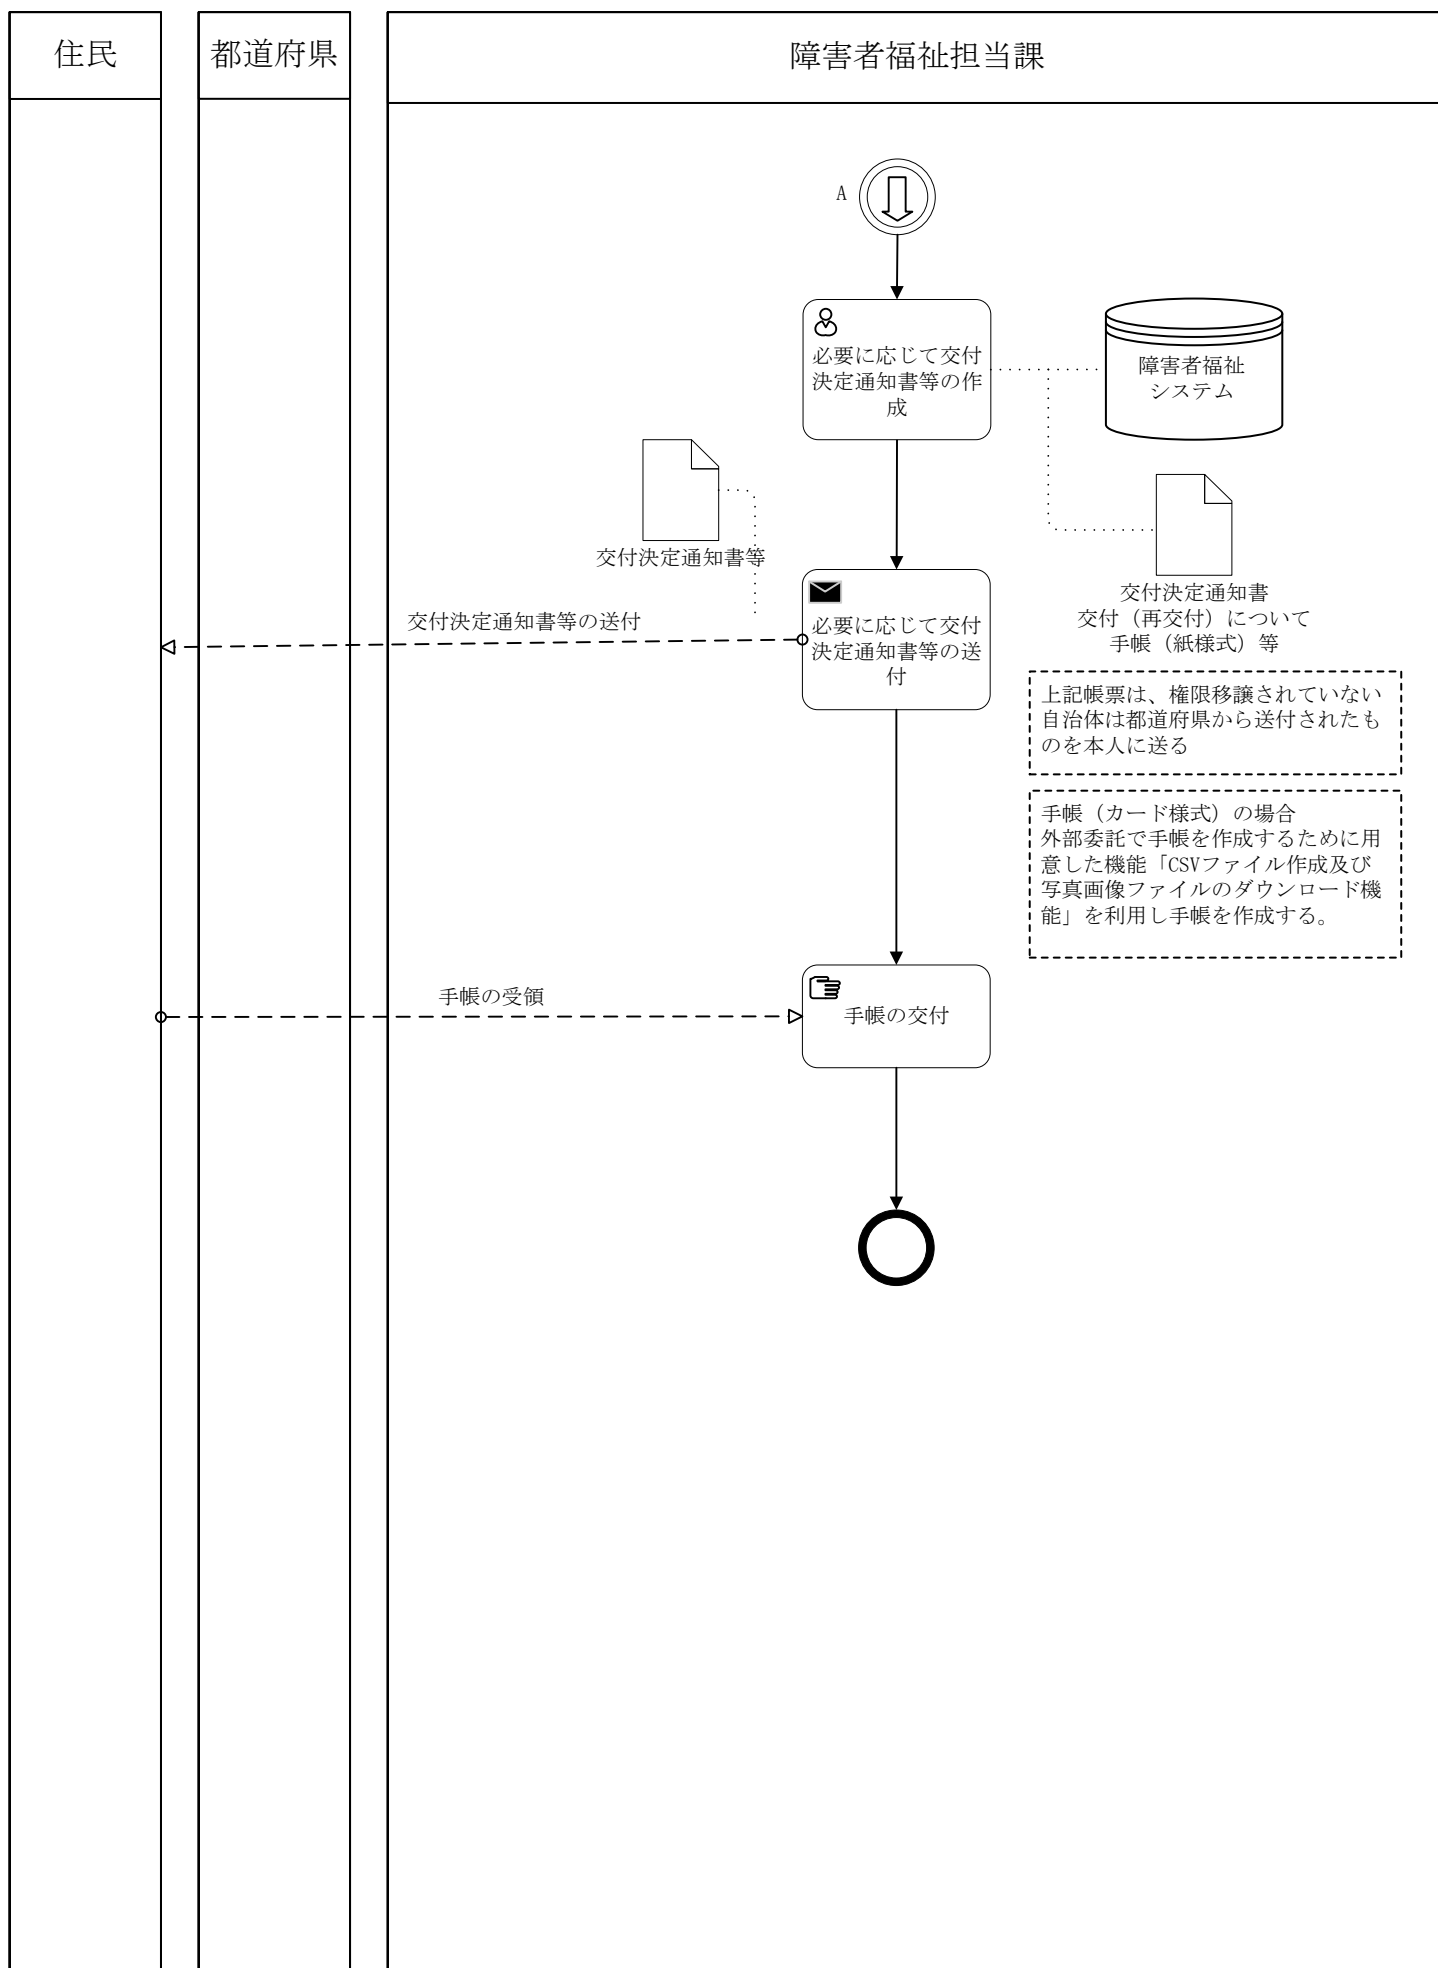 住民
都道府県
障害者福祉担当課
A
必要に応じて交付
決定通知書等の作
成
障害者福祉
システム
交付決定通知書等
交付決定通知書
交付（再交付）について
手帳（紙様式）等
交付決定通知書等の送付
必要に応じて交付
決定通知書等の送
付
上記帳票は、権限移譲されていない
自治体は都道府県から送付されたも
のを本人に送る
手帳（カード様式）の場合
外部委託で手帳を作成するために用
意した機能「CSVファイル作成及び
写真画像ファイルのダウンロード機
能」を利用し手帳を作成する。
手帳の受領
手帳の交付